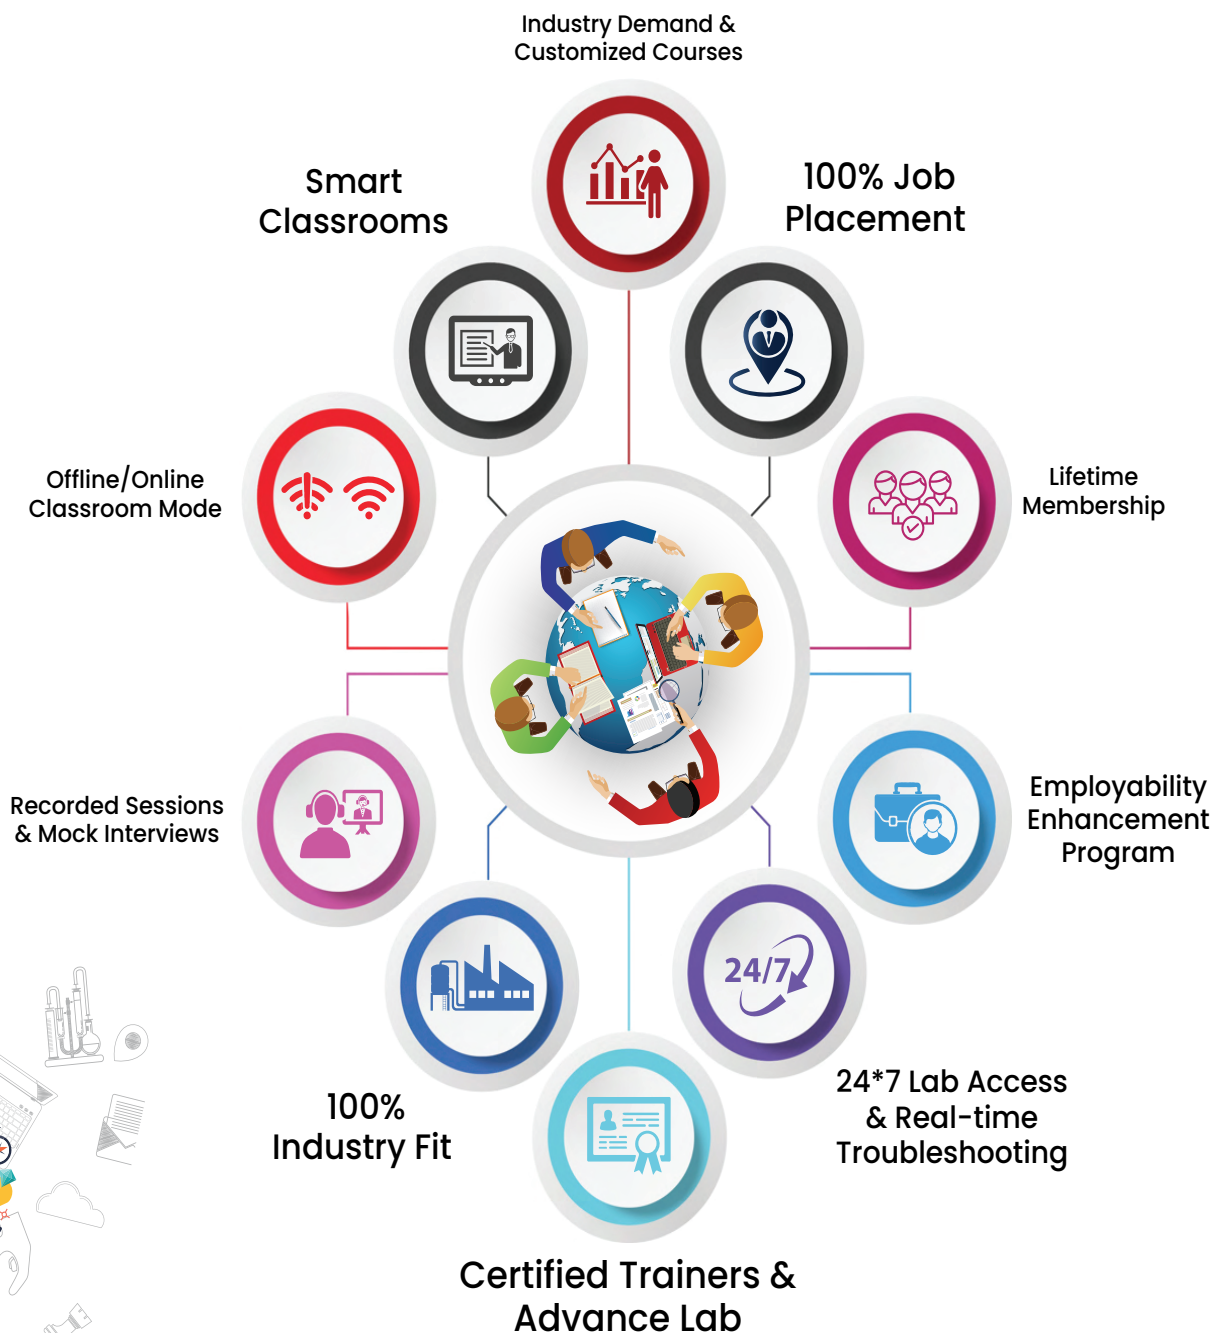 Industry Demand &
Customized Courses
Smart
Classrooms
100% Job
Placement
Offline/Online
Classroom Mode
Lifetime
Membership
Recorded Sessions
& Mock Interviews
Employability
Enhancement
Program
24/7
100%
Industry Fit
24*7 Lab Access
& Real-time
Troubleshooting
Certified Trainers &
Advance Lab